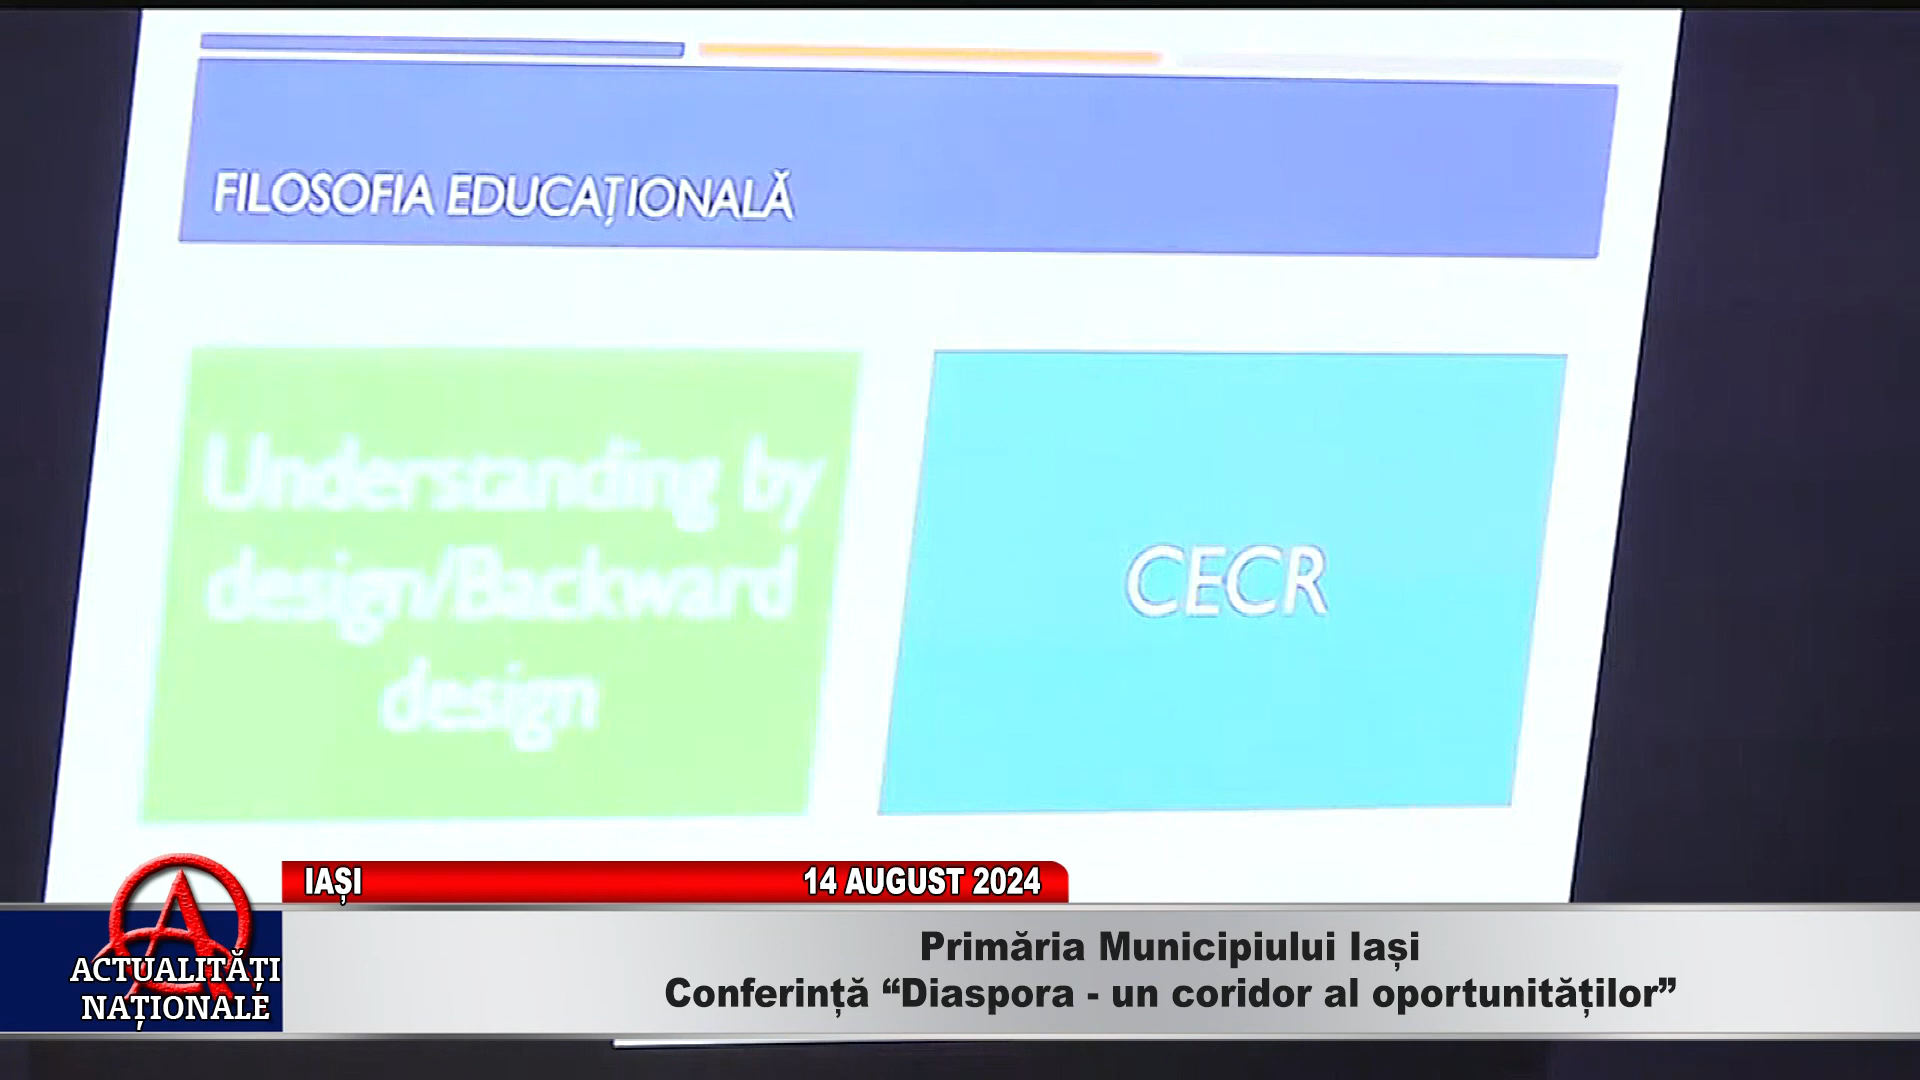 FILOSOFIA EDUCAȚIONALĂ
Understanding by
design/Backward
design
CECR
IAȘI
14 AUGUST 2024
ACTUALITĂȚI
NAȚIONALE
Primăria Municipiului Iași
Conferință “Diaspora - un coridor al oportunităților”